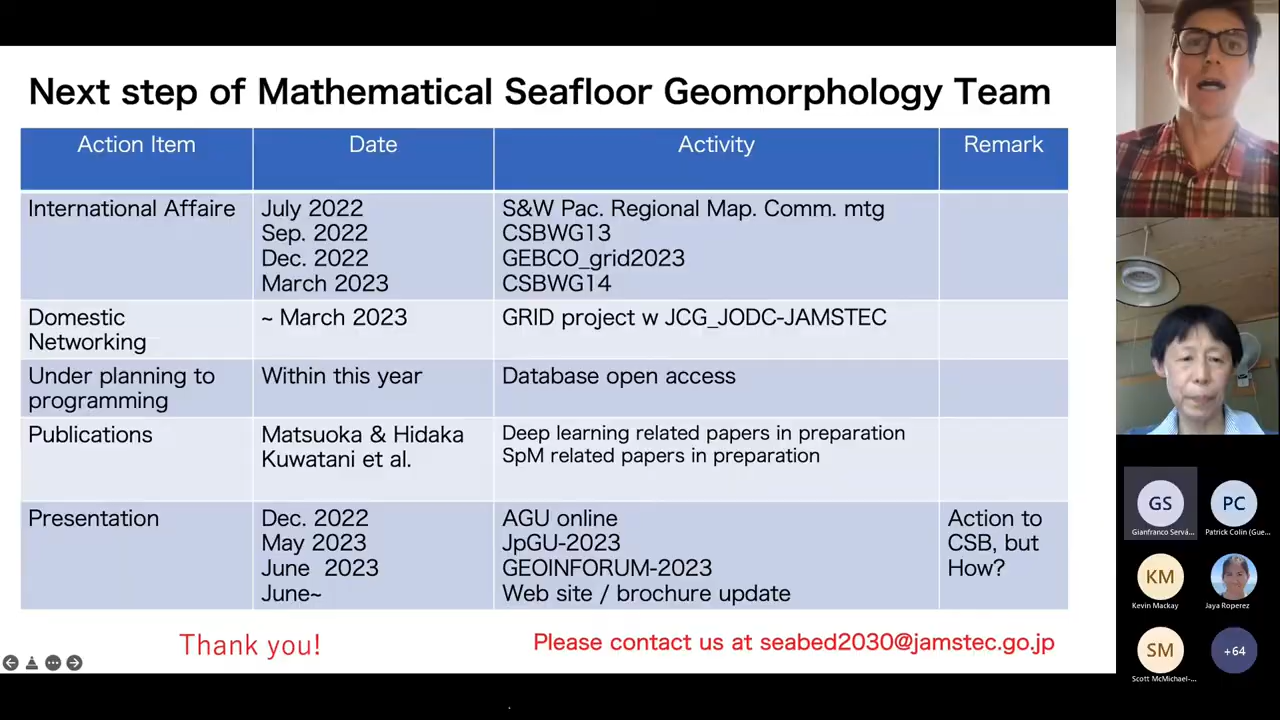 Next step of Mathematical Seafloor Geomorphology Team
Action Item
Date
Activity
Remark
International Affaire
July 2022
Sep. 2022
Dec. 2022
March 2023
S&W Pac. Regional Map. Comm. mtg
CSBWG13
GEBCO_grid2023
CSBWG14
Domestic
Networking
~ March 2023
GRID project w JCG_JODC-JAMSTEC
Under planning to
programming
Within this year
Database open access
Publications
Matsuoka & Hidaka
Kuwatani et al.
Deep learning related papers in preparation
SpM related papers in preparation
Presentation
Dec. 2022
May 2023
June 2023
June~
AGU online
JpGU-2023
GEOINFORUM-2023
Web site / brochure update
Action to
CSB, but
How?
Thank you!
Please contact us at seabed2030@jamstec.go.jp
GS
Gianfranco Servá...
PC
Patrick Colin (Gue...
KM
Kevin Mackay
Jaya Roperez
SM
Scott McMichael-...
+64